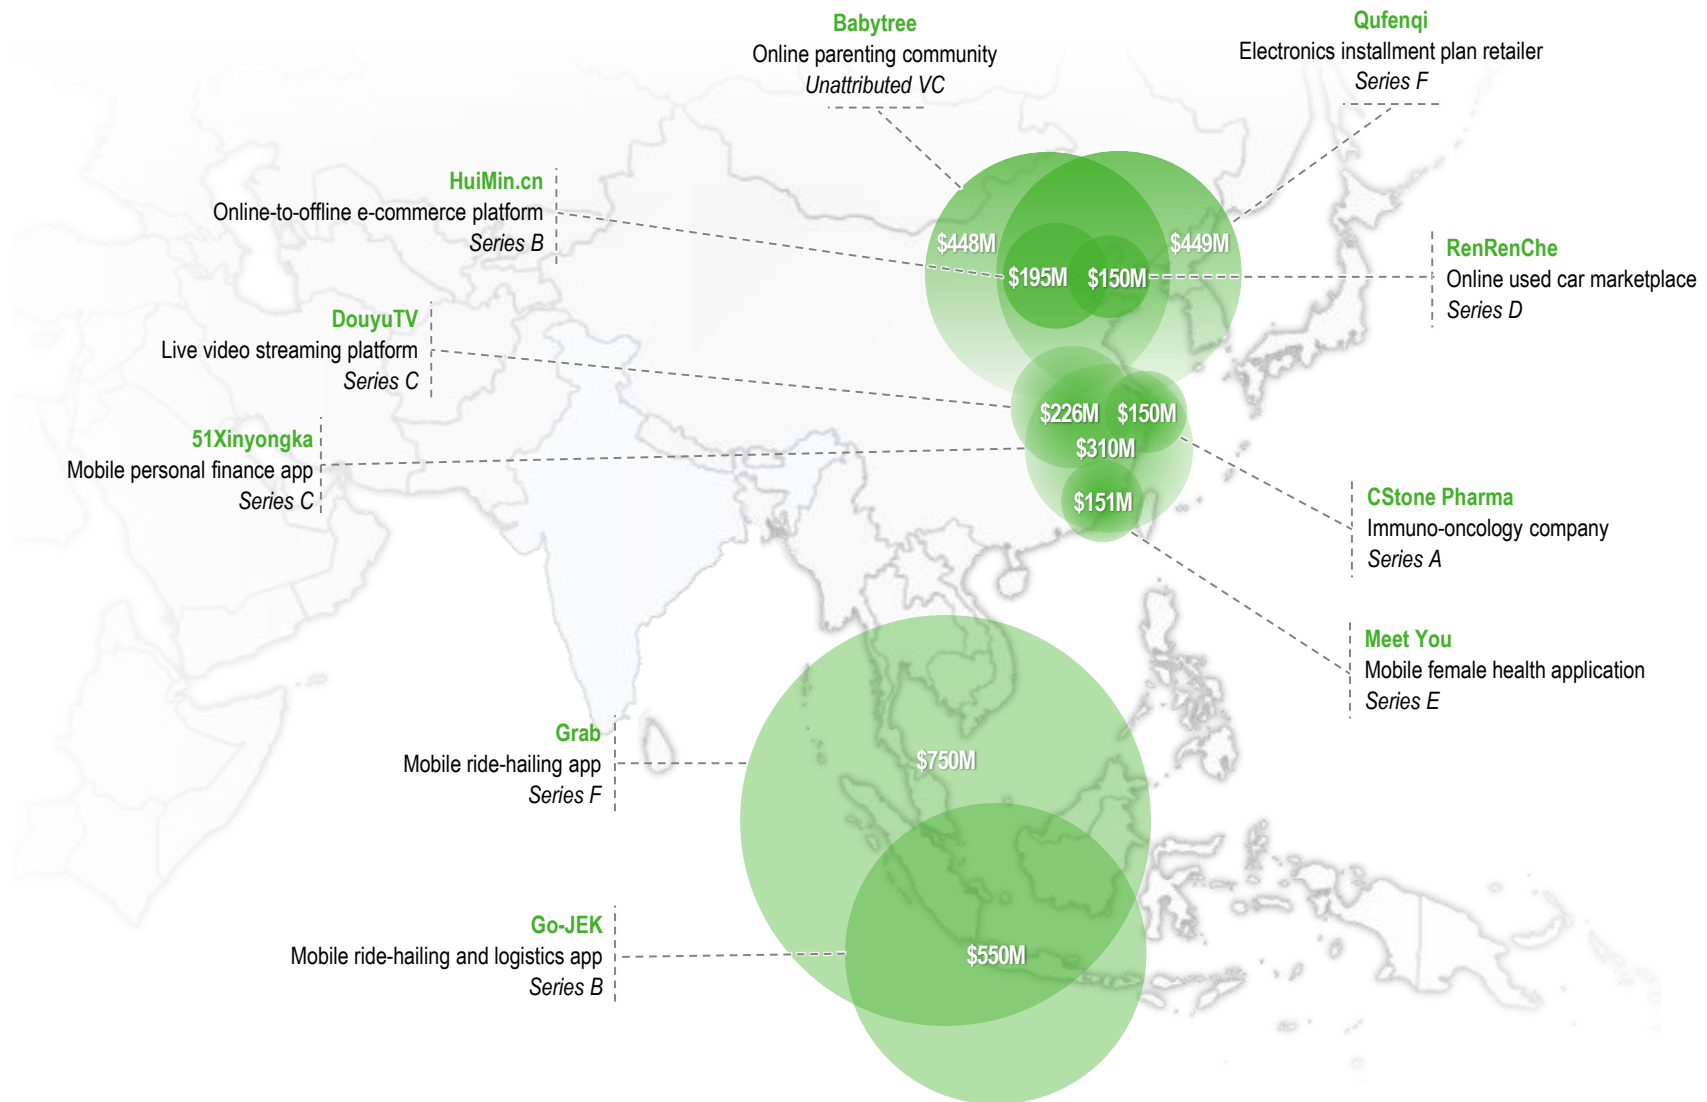 Babytree
Online parenting community
Unattributed VC
Qufenqi
Electronics installment plan retailer
Series F
HuiMin.cn
Online-to-offline e-commerce platform
Series B
$448M
$449M
$195M
$150M
RenRenChe
Online used car marketplace
Series D
DouyuTV
Live video streaming platform
Series C
$226M
$150M
$310M
$151M
51Xinyongka
Mobile personal finance app
Series C
CStone Pharma
Immuno-oncology company
Series A
Meet You
Mobile female health application
Series E
Grab
Mobile ride-hailing app
Series F
$750M
Go-JEK
Mobile ride-hailing and logistics app
Series B
$550M